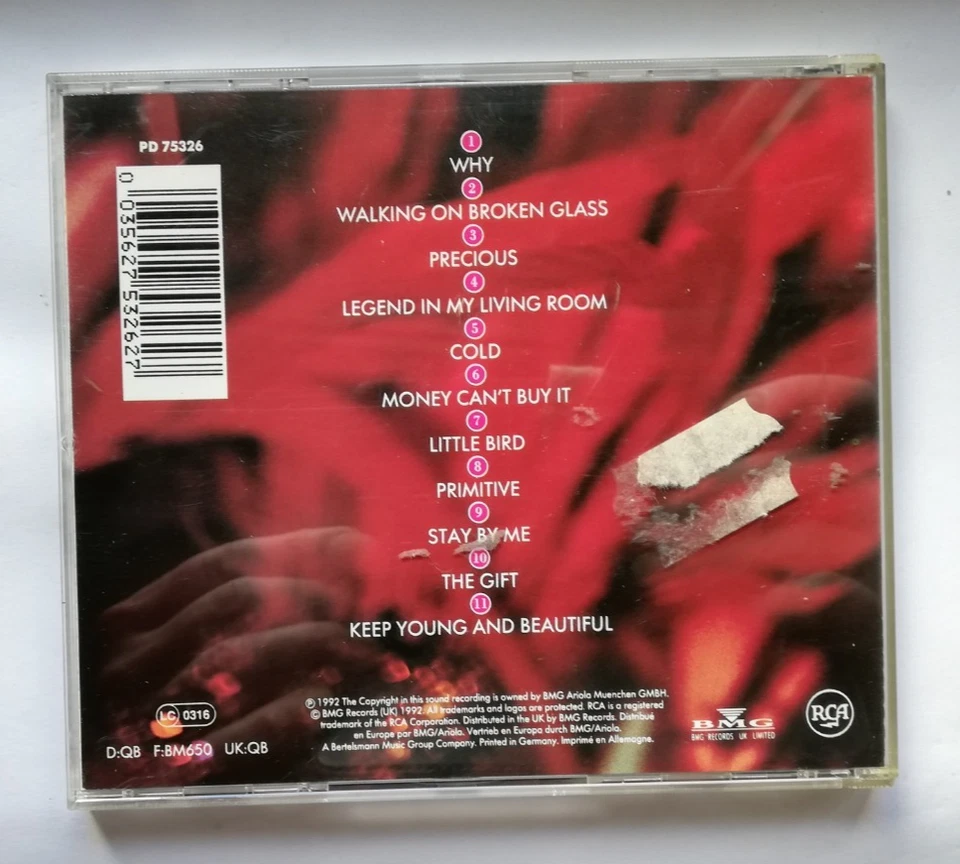 PD 75326
0 035627 532627
1
WHY
2
WALKING ON BROKEN GLASS
3
PRECIOUS
4
LEGEND IN MY LIVING ROOM
5
COLD
6
MONEY CAN'T BUY IT
7
LITTLE BIRD
8
PRIMITIVE
9
STAY BY ME
10
THE GIFT
11
KEEP YOUNG AND BEAUTIFUL
LC 0316
D:QB F:BM650 UK:QB
℗ 1992 The Copyright in this sound recording is owned by BMG Ariola Muenchen GMBH.
© BMG Records (UK) 1992. All trademarks and logos are protected. RCA is a registered
trademark of the RCA Corporation. Distributed in the UK by BMG Records. Distribué
en Europe par BMG/Ariola. Vertrieb en Europa durch BMG/Ariola.
A Bertelsmann Music Group Company. Printed in Germany. Imprimé en Allemagne.
BMG
BMG RECORDS UK LIMITED
RCA